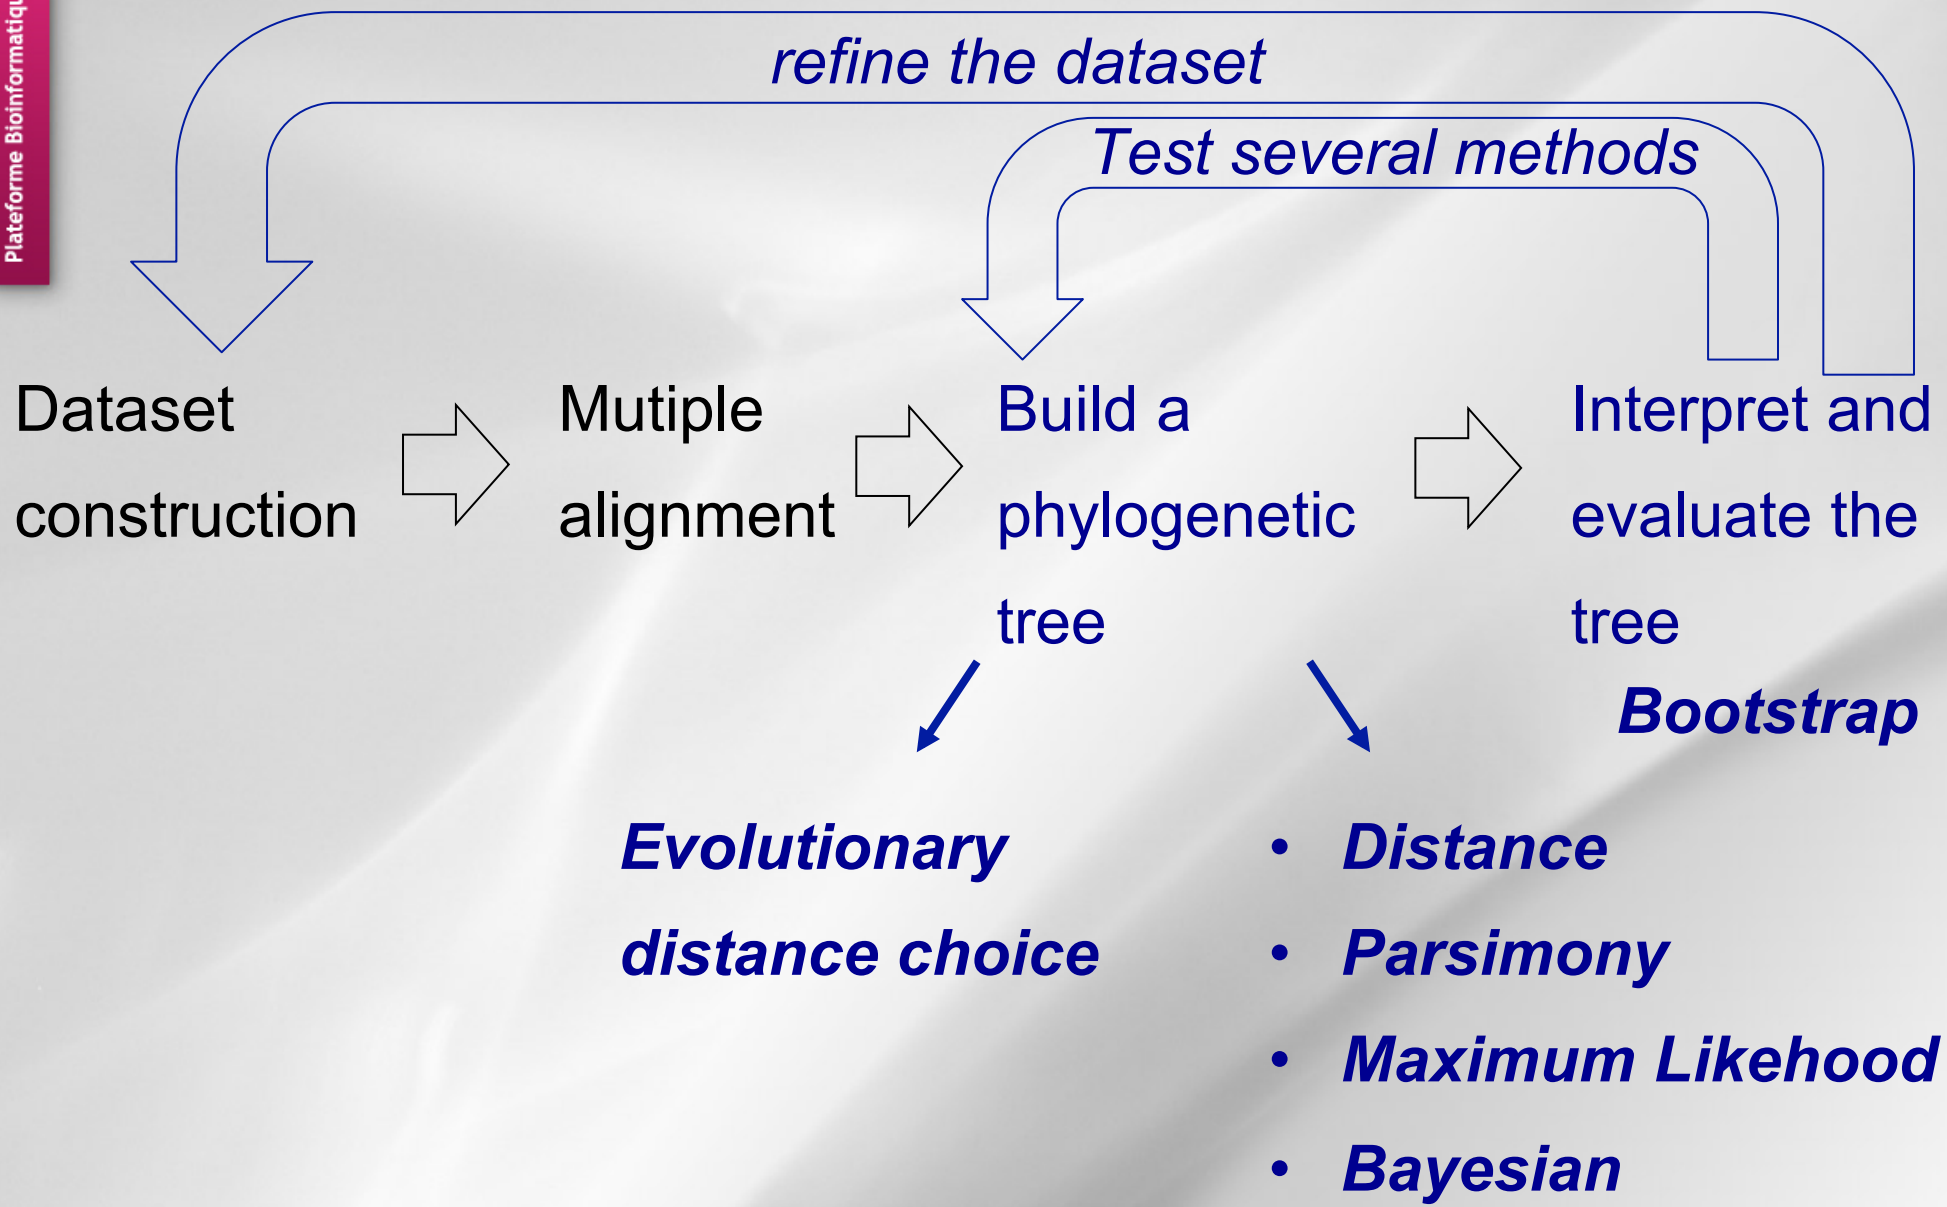 Plateforme Bioinformatiqu
refine the dataset
Test several methods
Dataset
construction
Mutiple
alignment
Build a
phylogenetic
tree
Interpret and
evaluate the
tree
Bootstrap
Evolutionary
distance choice
• Distance
• Parsimony
• Maximum Likehood
• Bayesian